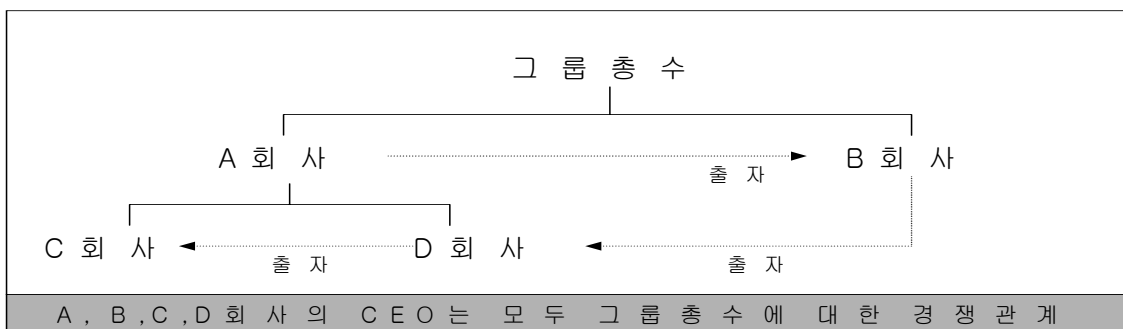 그룹총수
A회사
B회사
출자
C회사
D회사
출자
출자
A, B,C,D회사의 CEO는 모두 그룹총수에 대한 경쟁관계